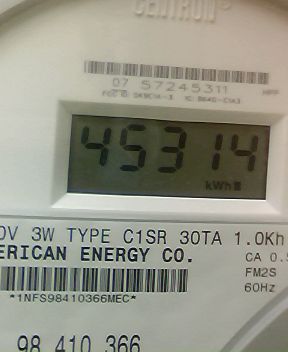 CENTRON®
07 57245311
45314
kWh
0V 3W TYPE C1SR 30TA 1.0Kh
ERICAN ENERGY CO.
CA 0.5
FM2S
*1NFS98410366MEC*
60Hz
98 410 366